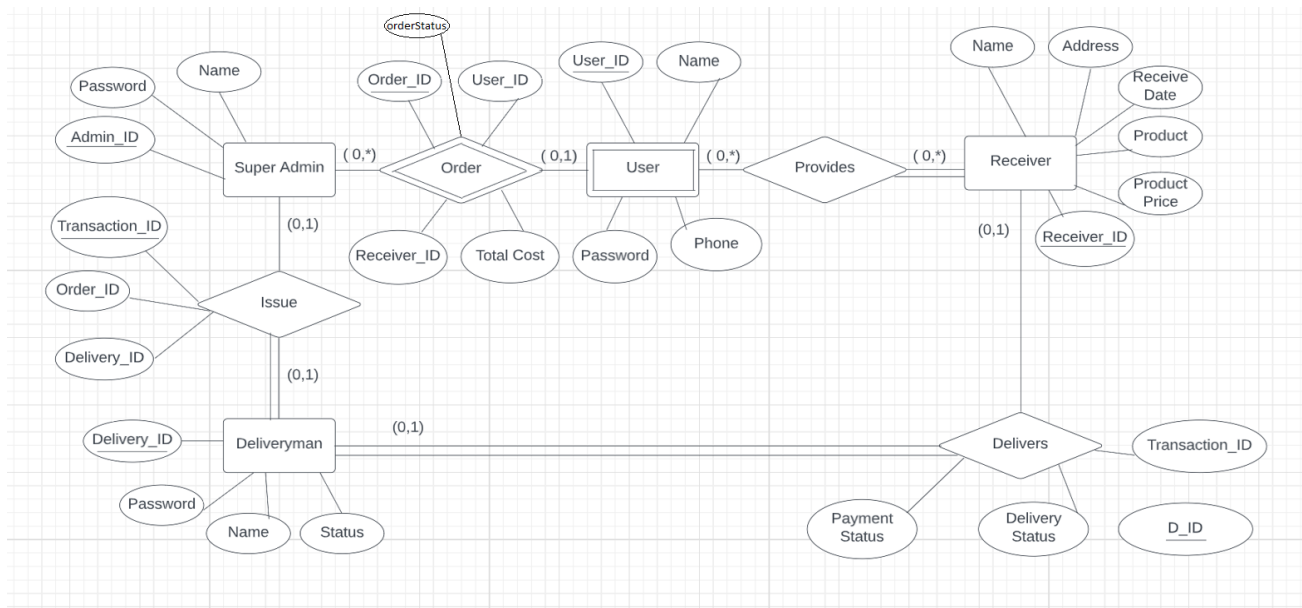 orderStatus
Name
Password
Admin_ID
Super Admin
( 0,*)
Order_ID
User_ID
Order
( 0,1)
Receiver_ID
Total Cost
User_ID
Name
User
( 0,*)
Password
Phone
Provides
( 0,*)
Name
Address
Receive
Date
Product
Product
Price
Receiver
Receiver_ID
(0,1)
(0,1)
Transaction_ID
Order_ID
Delivery_ID
Issue
(0,1)
Delivery_ID
Deliveryman
(0,1)
Password
Name
Status
Delivers
Transaction_ID
Payment
Status
Delivery
Status
D_ID